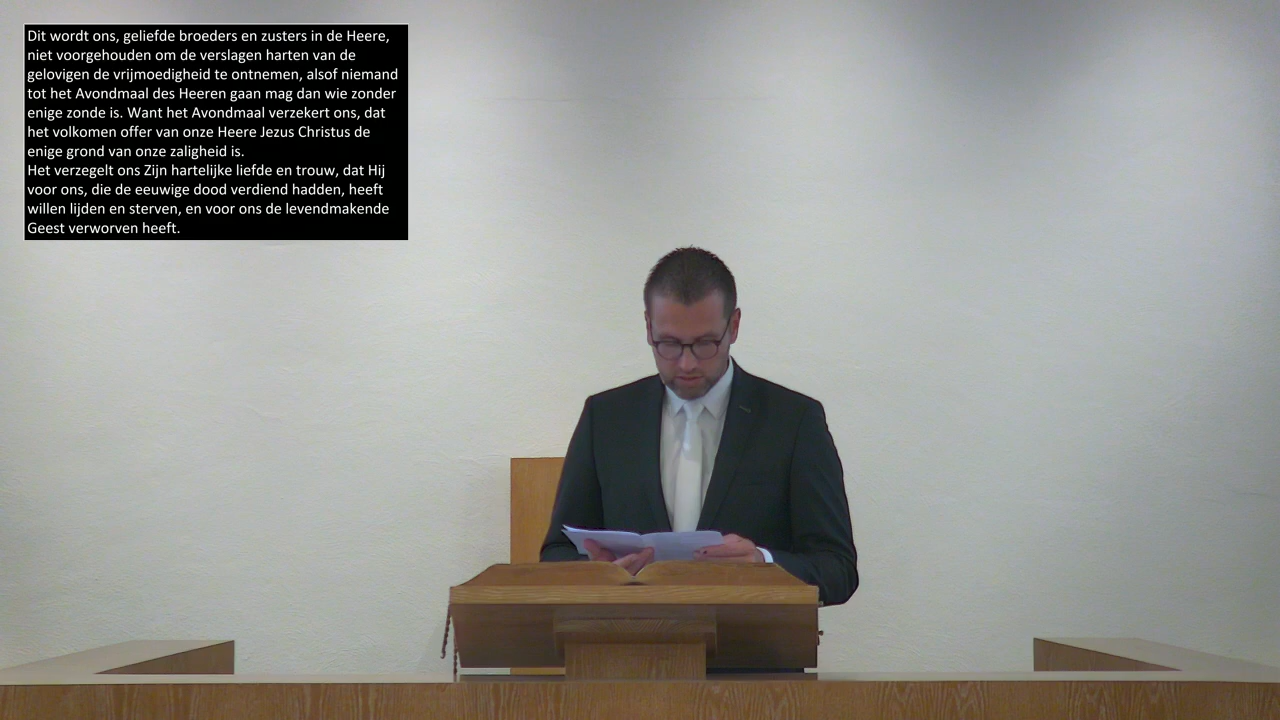 Dit wordt ons, geliefde broeders en zusters in de Heere,
niet voorgehouden om de verslagen harten van de
gelovigen de vrijmoedigheid te ontnemen, alsof niemand
tot het Avondmaal des Heeren gaan mag dan wie zonder
enige zonde is. Want het Avondmaal verzekert ons, dat
het volkomen offer van onze Heere Jezus Christus de
enige grond van onze zaligheid is.
Het verzegelt ons Zijn hartelijke liefde en trouw, dat Hij
voor ons, die de eeuwige dood verdiend hadden, heeft
willen lijden en sterven, en voor ons de levendmakende
Geest verworven heeft.